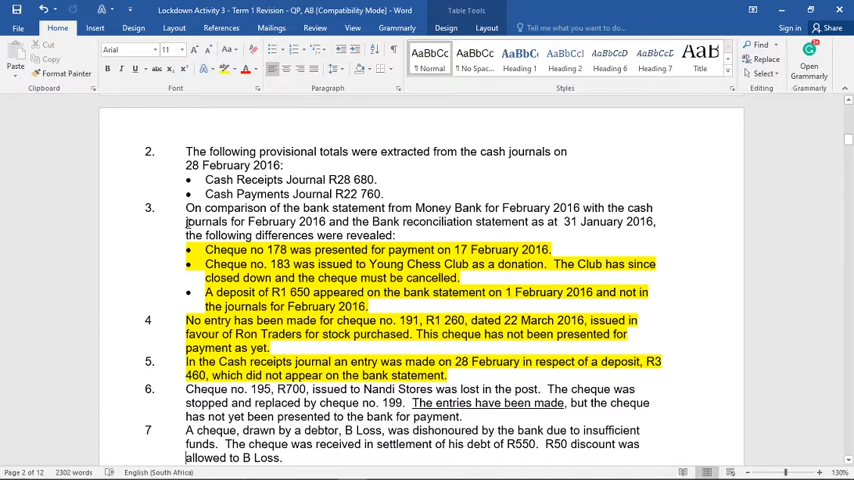 Lockdown Activity 3 - Term 1 Revision - QP, AB [Compatibility Mode] - Word
Table Tools
Sign in
File Home Insert Draw Design Layout References Mailings Review View Grammarly Design Layout Tell me what you want to do Share
Cut
Copy
Paste
Format Painter
Clipboard
Arial 11
Font
Paragraph
AaBbCc AaBbCc AaBbCc AaBbCc AaBbCc AaBbCc AaBbCc AaB
¶ Normal ¶ No Spac... Heading 1 Heading 2 Heading 6 Heading 7 Title
Styles
Find
Replace
Select
Editing
Open
Grammarly
Grammarly
2. The following provisional totals were extracted from the cash journals on
28 February 2016:
• Cash Receipts Journal R28 680.
• Cash Payments Journal R22 760.
3. On comparison of the bank statement from Money Bank for February 2016 with the cash
journals for February 2016 and the Bank reconciliation statement as at 31 January 2016,
the following differences were revealed:
• Cheque no 178 was presented for payment on 17 February 2016.
• Cheque no. 183 was issued to Young Chess Club as a donation. The Club has since
closed down and the cheque must be cancelled.
• A deposit of R1 650 appeared on the bank statement on 1 February 2016 and not in
the journals for February 2016.
4 No entry has been made for cheque no. 191, R1 260, dated 22 March 2016, issued in
favour of Ron Traders for stock purchased. This cheque has not been presented for
payment as yet.
5. In the Cash receipts journal an entry was made on 28 February in respect of a deposit, R3
460, which did not appear on the bank statement.
6. Cheque no. 195, R700, issued to Nandi Stores was lost in the post. The cheque was
stopped and replaced by cheque no. 199. The entries have been made, but the cheque
has not yet been presented to the bank for payment.
7 A cheque, drawn by a debtor, B Loss, was dishonoured by the bank due to insufficient
funds. The cheque was received in settlement of his debt of R550. R50 discount was
allowed to B Loss.
Page 2 of 12 2302 words English (South Africa) 130%